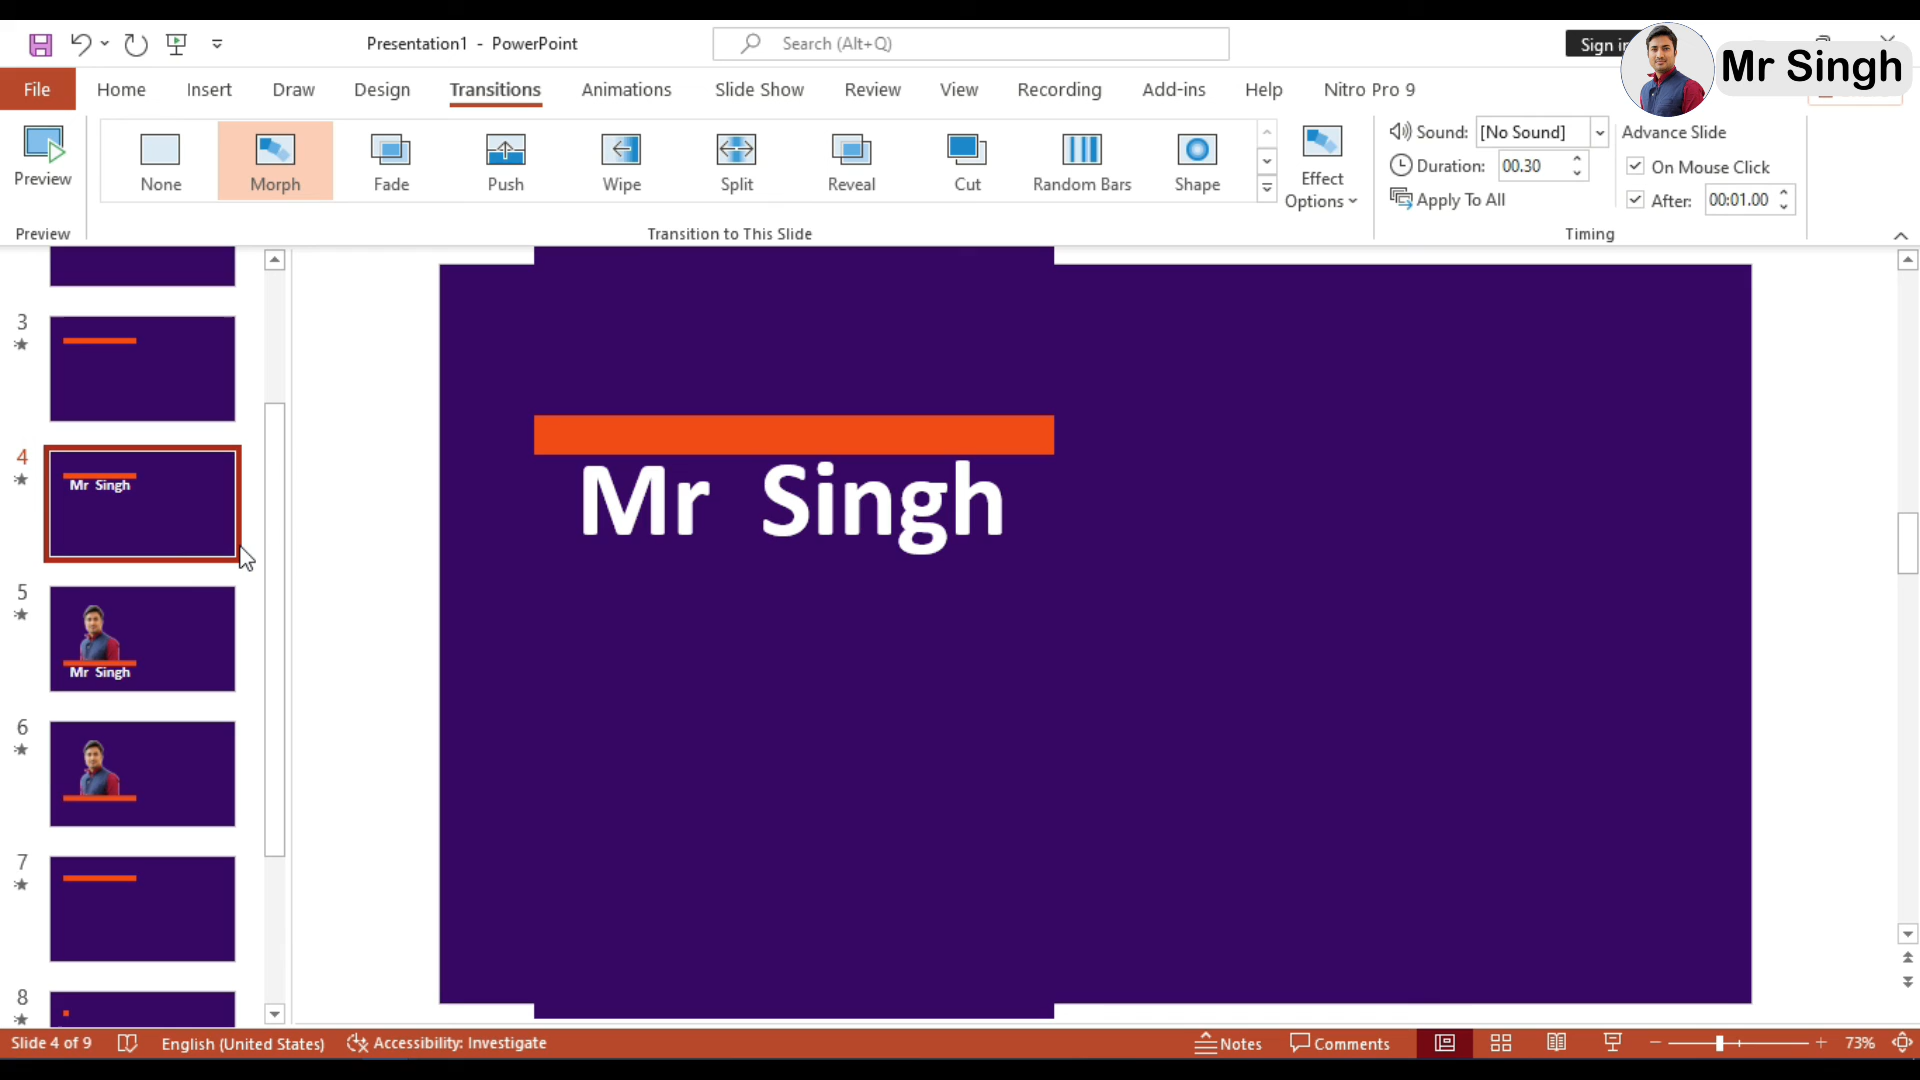 Presentation1 - PowerPoint
Search (Alt+Q)
Sign in
Mr Singh
File Home Insert Draw Design Transitions Animations Slide Show Review View Recording Add-ins Help Nitro Pro 9
Preview
None
Morph
Fade
Push
Wipe
Split
Reveal
Cut
Random Bars
Shape
Effect
Options
Sound: [No Sound]
Duration: 00.30
Apply To All
Advance Slide
On Mouse Click
After: 00:01.00
Preview
Transition to This Slide
Timing
3
4
Mr Singh
5
Mr Singh
6
7
8
Mr Singh
Slide 4 of 9
English (United States)
Accessibility: Investigate
Notes
Comments
73%